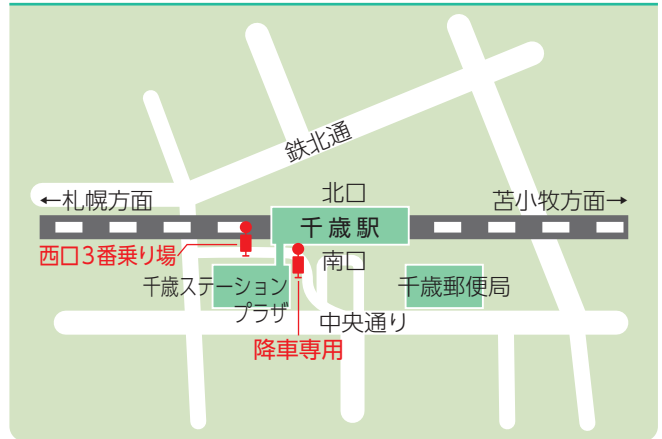 鉄北通
北口
←札幌方面
苫小牧方面→
千歳駅
西口3番乗り場
南口
千歳ステーション
プラザ
千歳郵便局
中央通り
降車専用